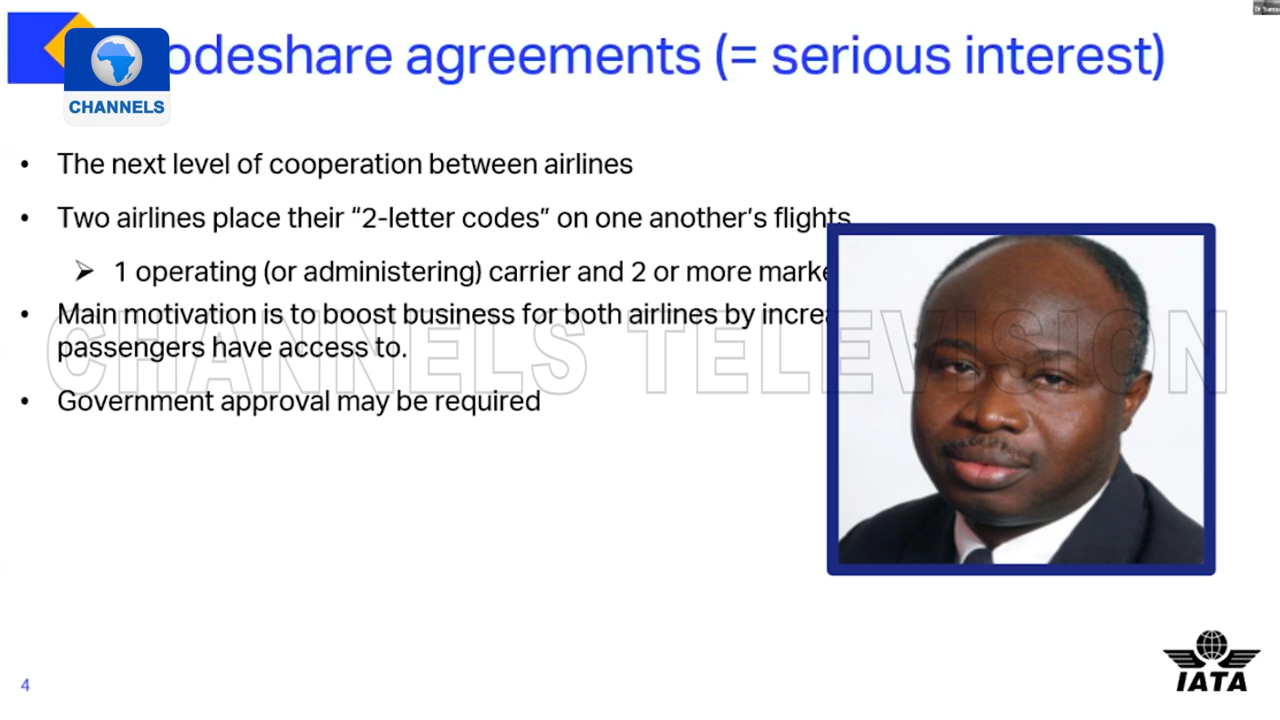 odeshare agreements (= serious interest)
CHANNELS
• The next level of cooperation between airlines
• Two airlines place their “2-letter codes” on one another’s flights
➢ 1 operating (or administering) carrier and 2 or more marke
• Main motivation is to boost business for both airlines by increa
passengers have access to.
CHANNELS TELEVISION
• Government approval may be required
4
IATA